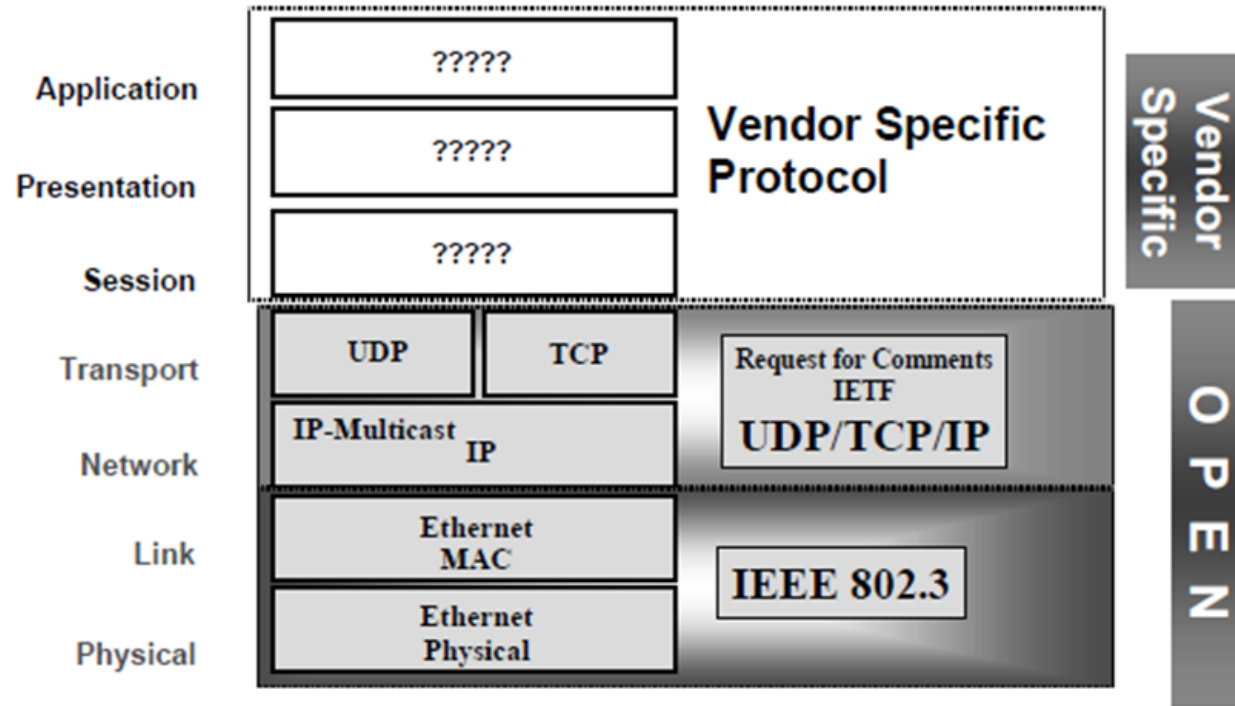 Application
?????
Presentation
?????
Session
?????
Vendor Specific
Protocol
Vendor
Specific
Transport
UDP
TCP
Request for Comments
IETF
UDP/TCP/IP
Network
IP-Multicast
IP
Link
Ethernet
MAC
IEEE 802.3
Physical
Ethernet
Physical
OPEN